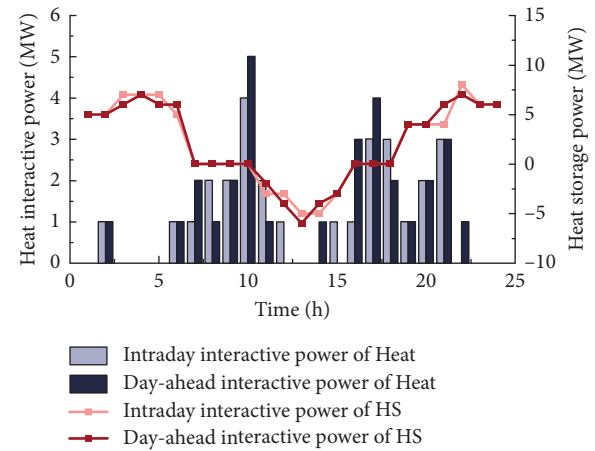 Heat interactive power (MW)
6
5
4
3
2
1
0
15
10
5
0
−5
−10
Heat storage power (MW)
0 5 10 15 20 25
Time (h)
Intraday interactive power of Heat
Day-ahead interactive power of Heat
Intraday interactive power of HS
Day-ahead interactive power of HS